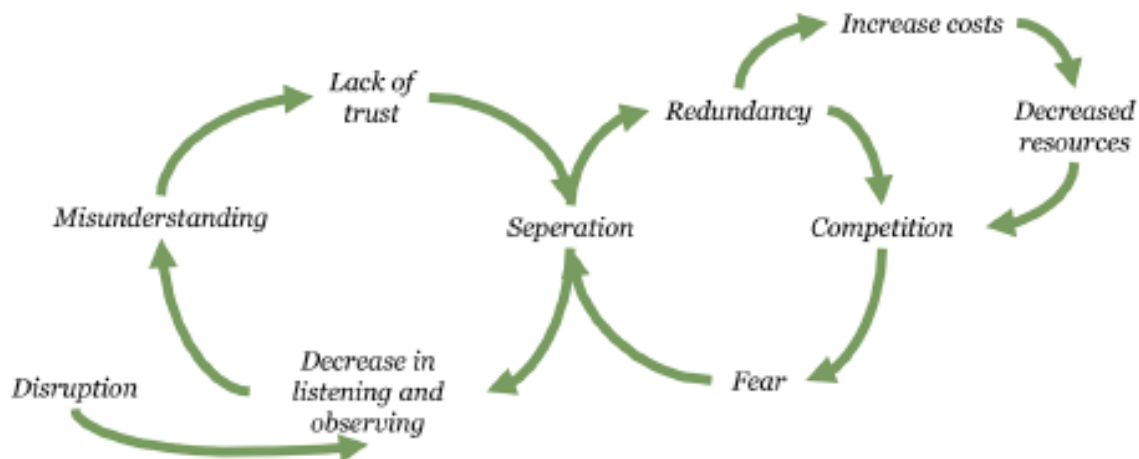 Increase costs
Lack of
trust
Redundancy
Decreased
resources
Misunderstanding
Seperation
Competition
Disruption
Decrease in
listening and
observing
Fear